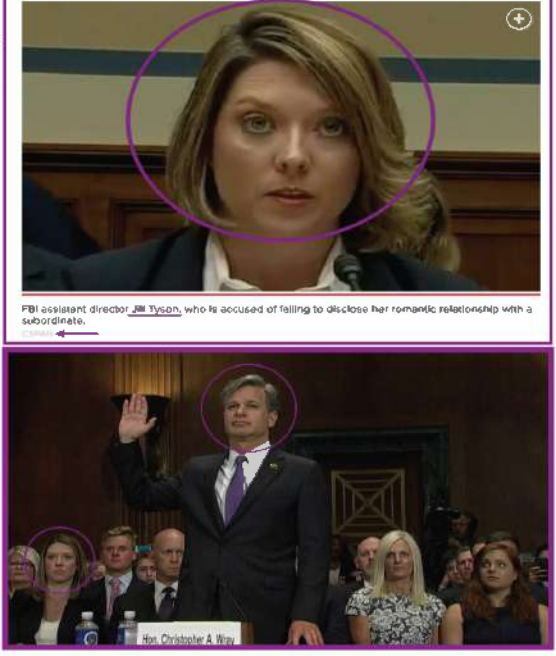 FBI assistant director Jill Tyson, who is accused of failing to disclose her romantic relationship with a
subordinate.
CSPAN
Hon. Christopher A. Wray